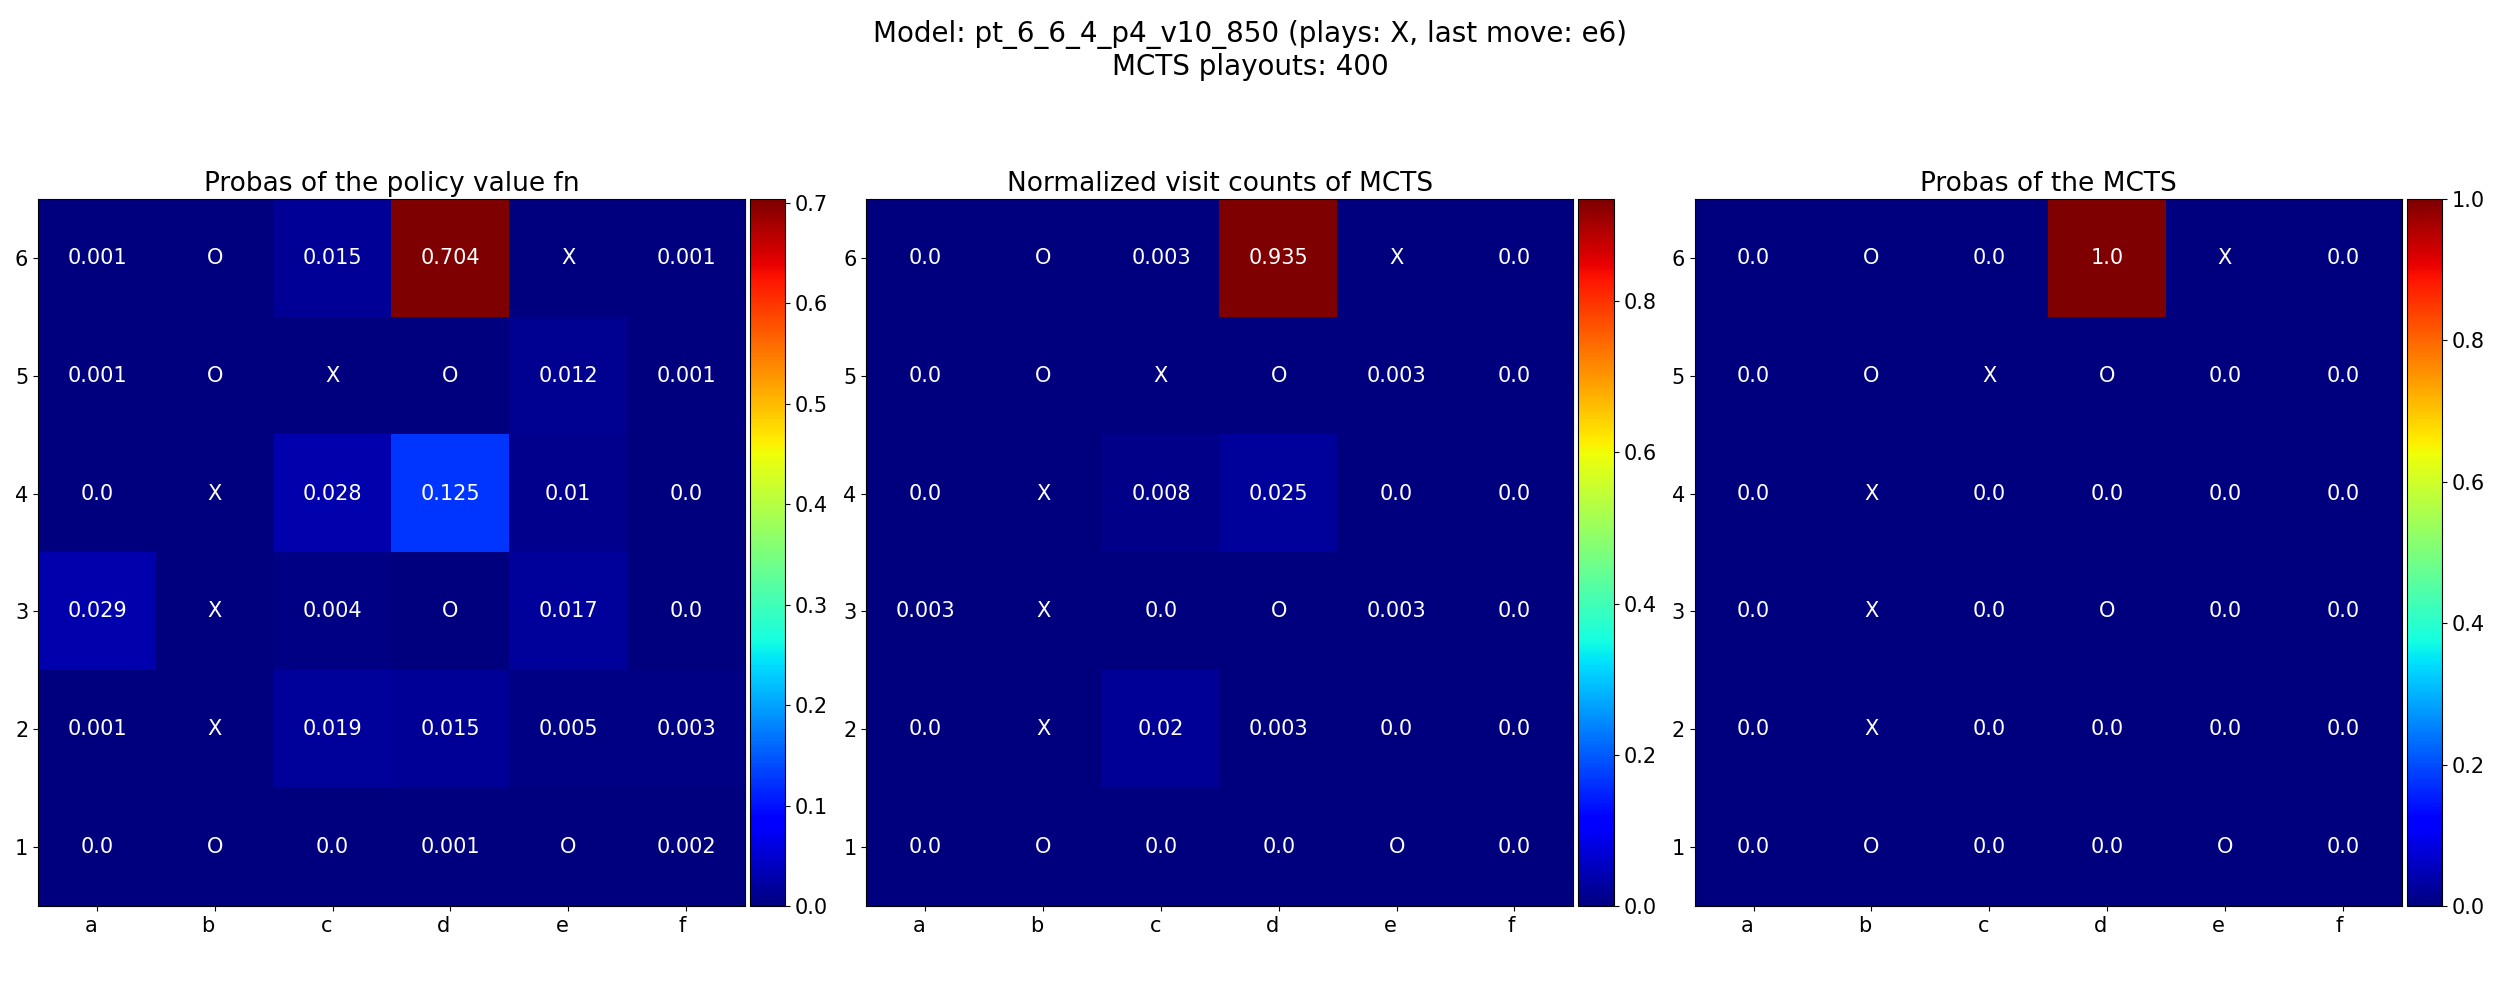 Model: pt_6_6_4_p4_v10_850 (plays: X, last move: e6)
MCTS playouts: 400
Probas of the policy value fn
6 0.001 O 0.015 0.704 X 0.001
5 0.001 O X O 0.012 0.001
4 0.0 X 0.028 0.125 0.01 0.0
3 0.029 X 0.004 O 0.017 0.0
2 0.001 X 0.019 0.015 0.005 0.003
1 0.0 O 0.0 0.001 O 0.002
a b c d e f
0.7
0.6
0.5
0.4
0.3
0.2
0.1
0.0
Normalized visit counts of MCTS
6 0.0 O 0.003 0.935 X 0.0
5 0.0 O X O 0.003 0.0
4 0.0 X 0.008 0.025 0.0 0.0
3 0.003 X 0.0 O 0.003 0.0
2 0.0 X 0.02 0.003 0.0 0.0
1 0.0 O 0.0 0.0 O 0.0
a b c d e f
0.8
0.6
0.4
0.2
0.0
Probas of the MCTS
6 0.0 O 0.0 1.0 X 0.0
5 0.0 O X O 0.0 0.0
4 0.0 X 0.0 0.0 0.0 0.0
3 0.0 X 0.0 O 0.0 0.0
2 0.0 X 0.0 0.0 0.0 0.0
1 0.0 O 0.0 0.0 O 0.0
a b c d e f
1.0
0.8
0.6
0.4
0.2
0.0